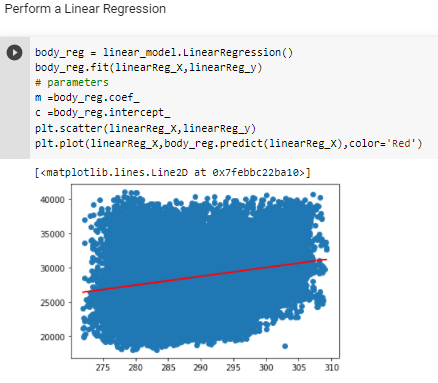 Perform a Linear Regression
body_reg = linear_model.LinearRegression()
body_reg.fit(linearReg_X,linearReg_y)
# parameters
m =body_reg.coef_
c =body_reg.intercept_
plt.scatter(linearReg_X,linearReg_y)
plt.plot(linearReg_X,body_reg.predict(linearReg_X),color='Red')
[<matplotlib.lines.Line2D at 0x7febbc22ba10>]
40000
35000
30000
25000
20000
275 280 285 290 295 300 305 310